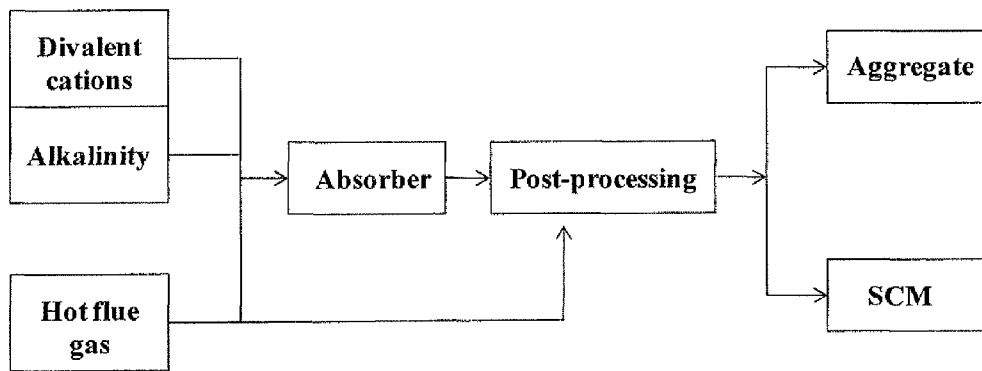 Divalent
cations
Alkalinity
Absorber
Post-processing
Aggregate
SCM
Hot flue
gas